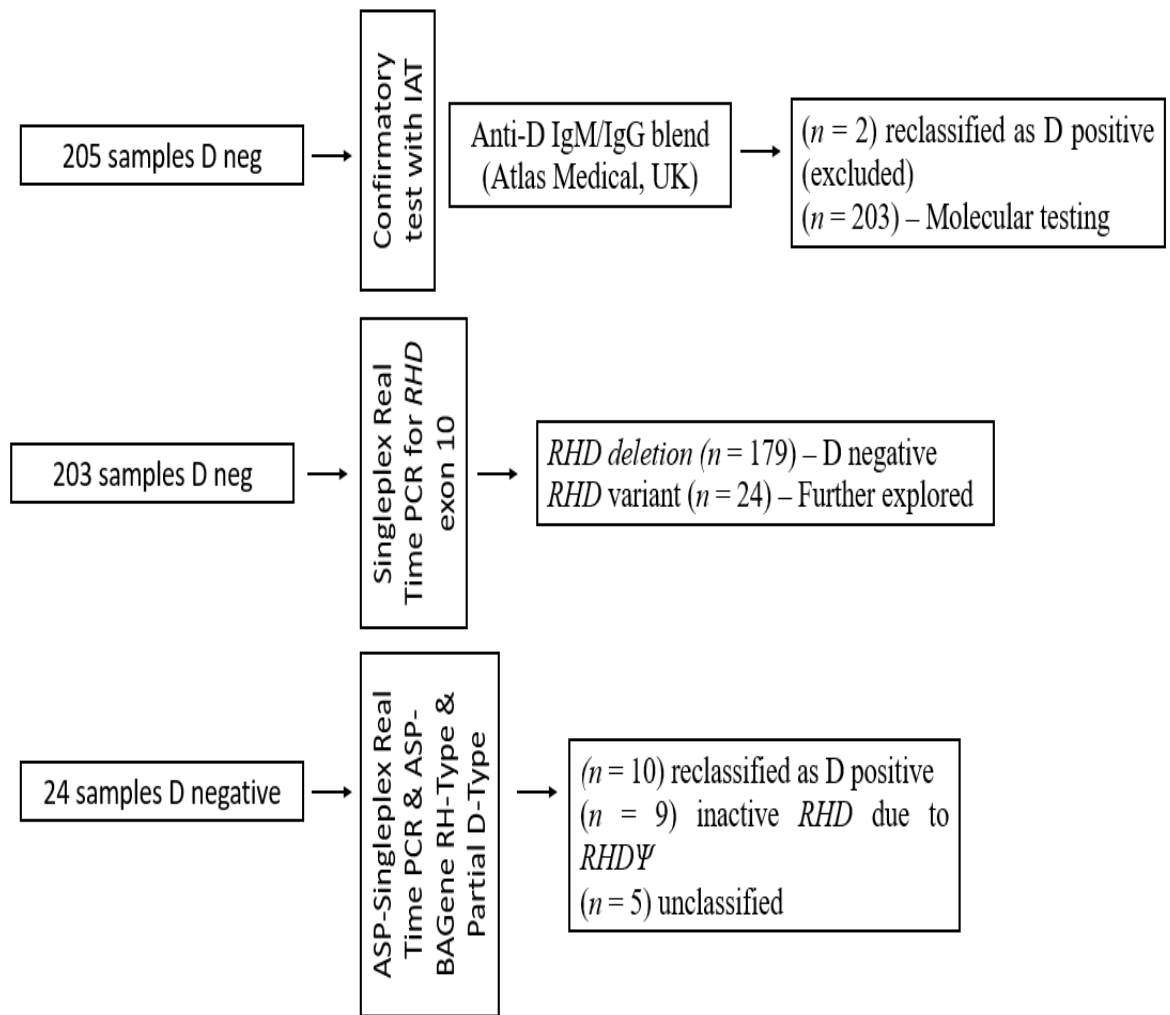 205 samples D neg
Confirmatory
test with IAT
Anti-D IgM/IgG blend
(Atlas Medical, UK)
(n = 2) reclassified as D positive
(excluded)
(n = 203) – Molecular testing
203 samples D neg
Singleplex Real
Time PCR for RHD
exon 10
RHD deletion (n = 179) – D negative
RHD variant (n = 24) – Further explored
24 samples D negative
ASP-Singleplex Real
Time PCR & ASP-
BAGene RH-Type &
Partial D-Type
(n = 10) reclassified as D positive
(n = 9) inactive RHD due to
RHDΨ
(n = 5) unclassified